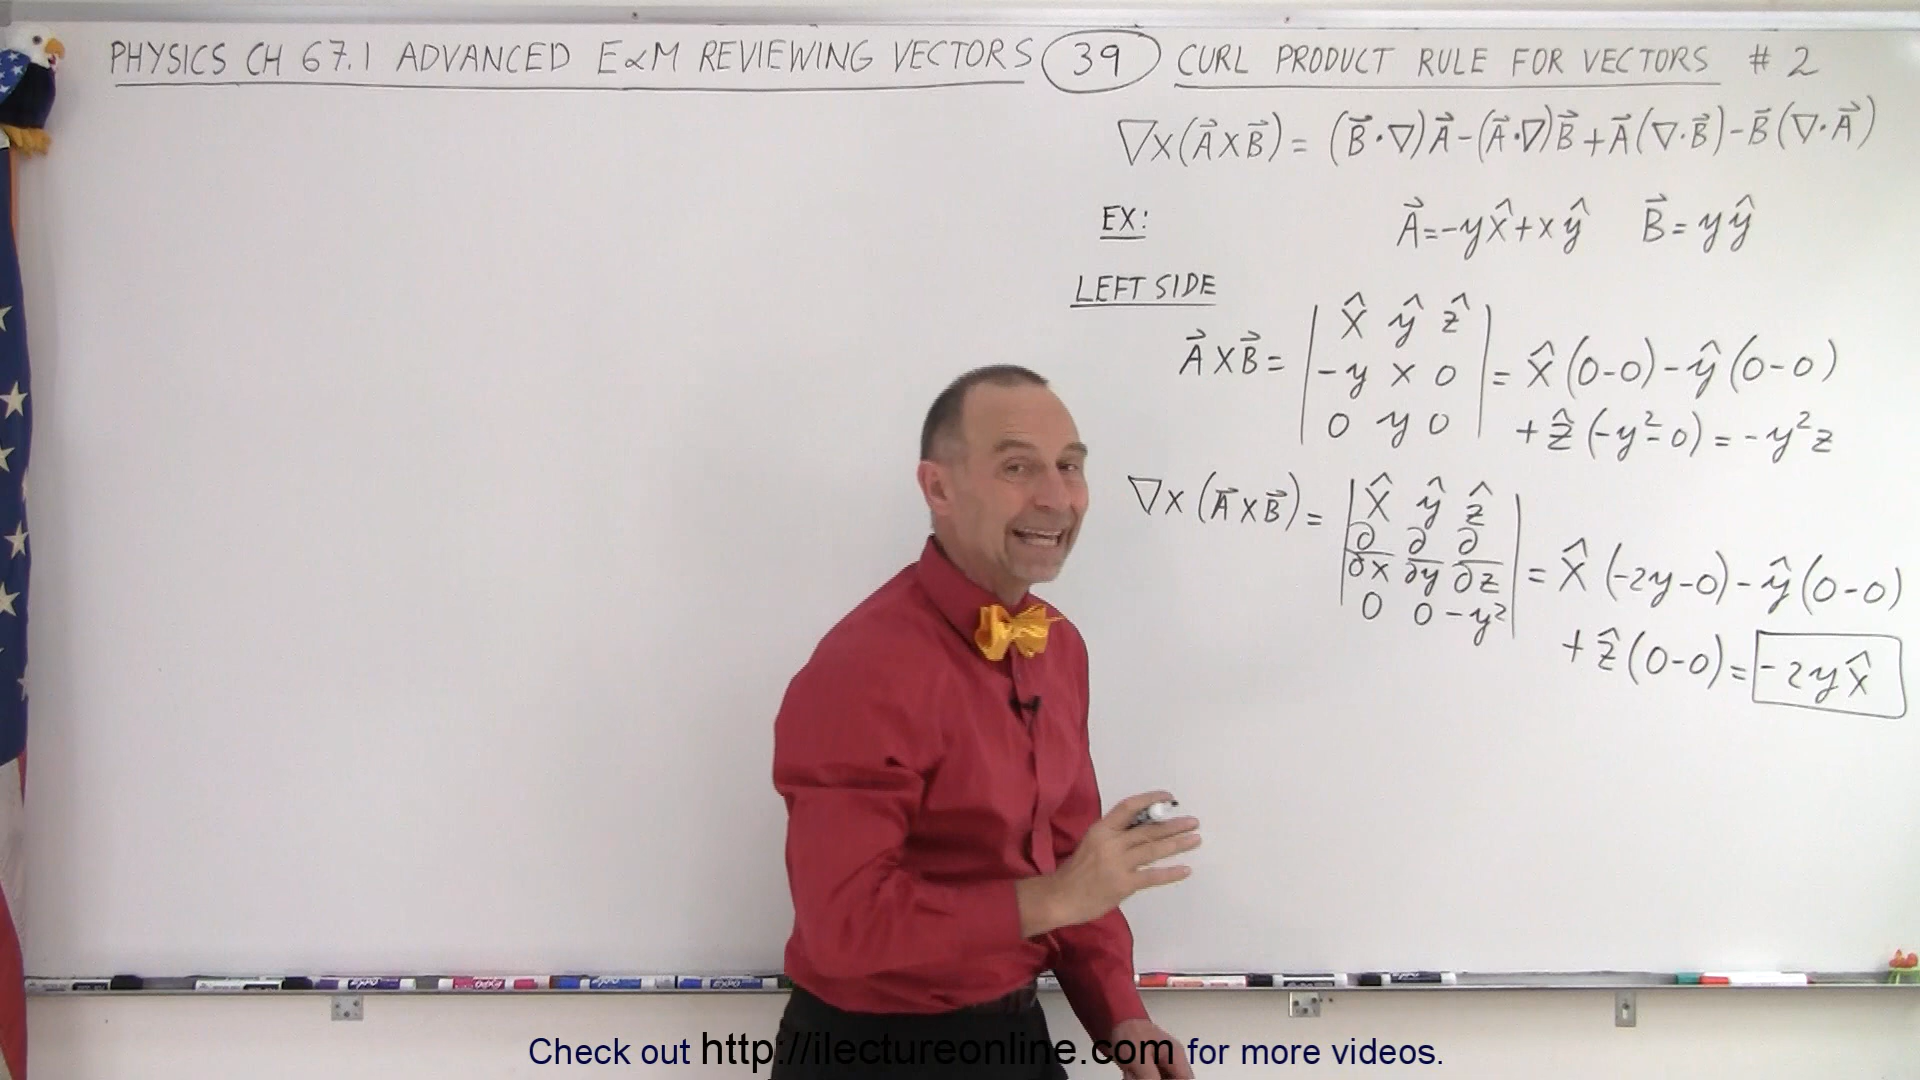 PHYSICS CH 67.1 ADVANCED E&M REVIEWING VECTORS 39 CURL PRODUCT RULE FOR VECTORS # 2
∇×(A⃗×B⃗) = (B⃗·∇)A⃗-(A⃗·∇)B⃗+A⃗(∇·B⃗)-B⃗(∇·A⃗)
EX: A⃗=-yx̂+xŷ B⃗=yŷ
LEFT SIDE
A⃗×B⃗ = | x̂ ŷ ẑ |
| -y x 0 | = x̂(0-0)-ŷ(0-0)
| 0 y 0 | +ẑ(-y²-0) = -y²z
∇×(A⃗×B⃗) = | x̂ ŷ ẑ |
| ∂/∂x ∂/∂y ∂/∂z | = x̂(-2y-0)-ŷ(0-0)
| 0 0 -y² |
+ẑ(0-0) = -2yx̂
Check out http://ilectureonline.com for more videos.